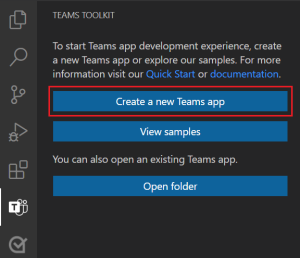 TEAMS TOOLKIT
To start Teams app development experience, create
a new Teams app or explore our samples. For more
information visit our Quick Start or documentation.
Create a new Teams app
View samples
You can also open an existing Teams app.
Open folder
T